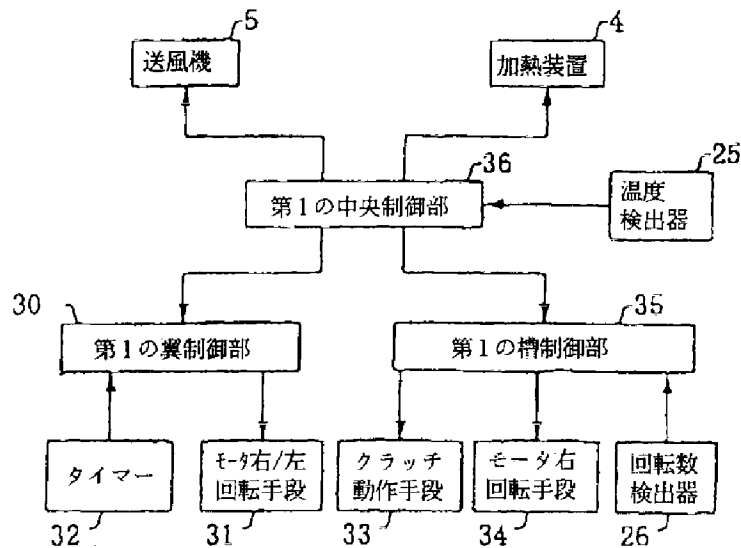 5
送風機
4
加熱装置
36
第1の中央制御部
25
温度
検出器
30
第1の翼制御部
35
第1の槽制御部
タイマー
32
ﾓｰﾀ右/左
回転手段
31
クラッチ
動作手段
33
モータ右
回転手段
34
回転数
検出器
26